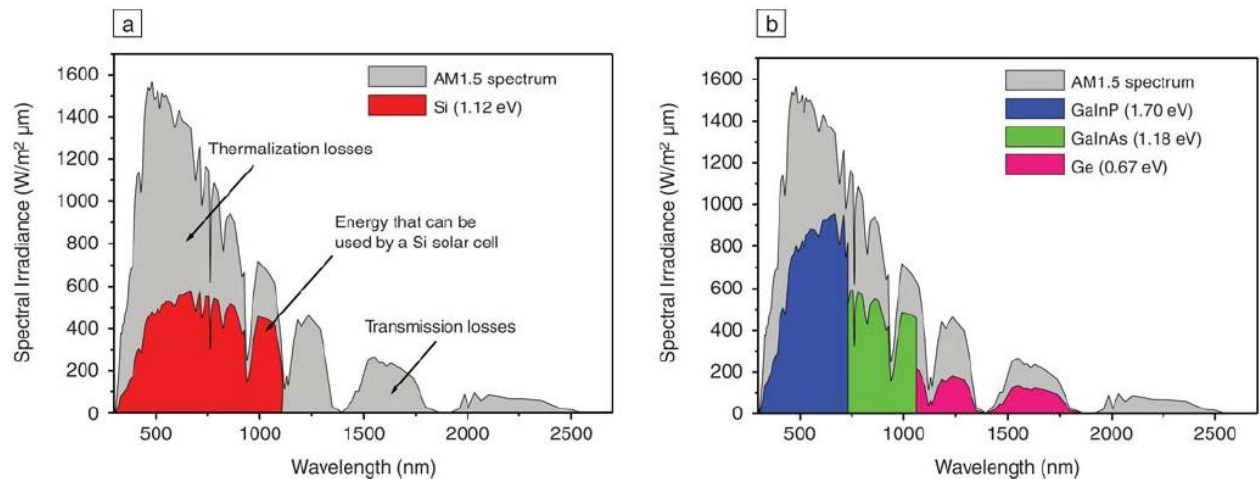 a
Spectral Irradiance (W/m² µm)
1600
1400
1200
1000
800
600
400
200
0
AM1.5 spectrum
Si (1.12 eV)
Thermalization losses
Energy that can be
used by a Si solar cell
Transmission losses
500
1000
1500
2000
2500
Wavelength (nm)
b
Spectral Irradiance (W/m² µm)
1600
1400
1200
1000
800
600
400
200
0
AM1.5 spectrum
GaInP (1.70 eV)
GaInAs (1.18 eV)
Ge (0.67 eV)
500
1000
1500
2000
2500
Wavelength (nm)